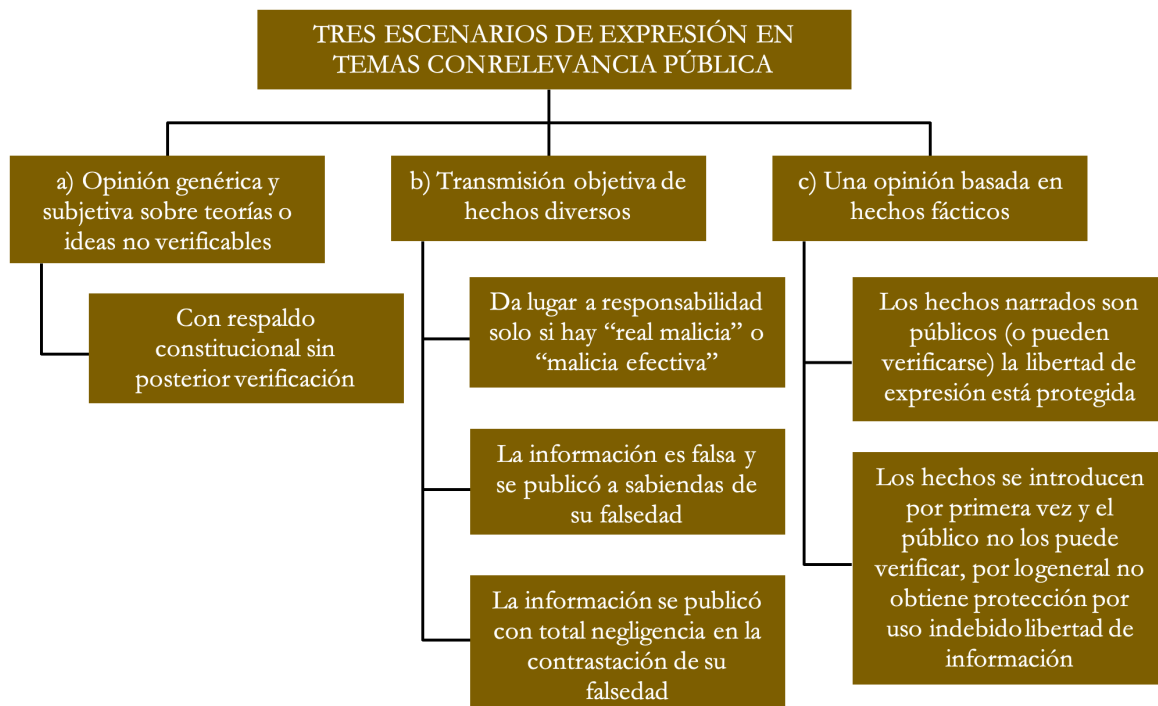 TRES ESCENARIOS DE EXPRESIÓN EN
TEMAS CONRELEVANCIA PÚBLICA
a) Opinión genérica y
subjetiva sobre teorías o
ideas no verificables
Con respaldo
constitucional sin
posterior verificación
b) Transmisión objetiva de
hechos diversos
Da lugar a responsabilidad
solo si hay “real malicia” o
“malicia efectiva”
La información es falsa y
se publicó a sabiendas de
su falsedad
La información se publicó
con total negligencia en la
contrastación de su
falsedad
c) Una opinión basada en
hechos fácticos
Los hechos narrados son
públicos (o pueden
verificarse) la libertad de
expresión está protegida
Los hechos se introducen
por primera vez y el
público no los puede
verificar, por logeneral no
obtiene protección por
uso indebido libertad de
información